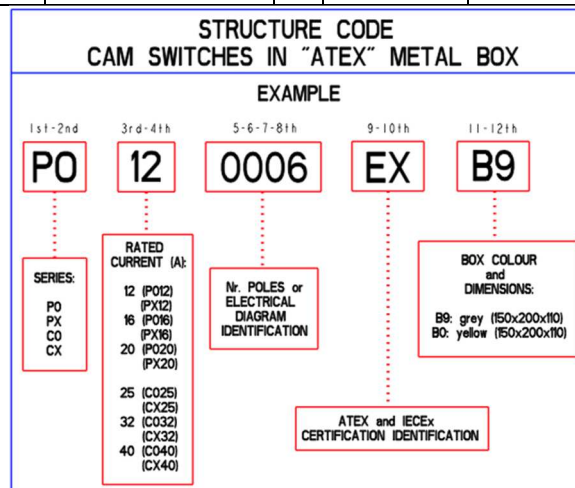 STRUCTURE CODE
CAM SWITCHES IN "ATEX" METAL BOX
EXAMPLE
1st-2nd 3rd-4th 5-6-7-8th 9-10th 11-12th
PO 12 0006 EX B9
SERIES:
PO
PX
CO
CX
RATED
CURRENT (A):
12 (PO12)
(PX12)
16 (PO16)
(PX16)
20 (PO20)
(PX20)
25 (CO25)
(CX25)
32 (CO32)
(CX32)
40 (CO40)
(CX40)
Nr. POLES or
ELECTRICAL
DIAGRAM
IDENTIFICATION
ATEX and IECEx
CERTIFICATION IDENTIFICATION
BOX COLOUR
and
DIMENSIONS:
B9: grey (150x200x110)
B0: yellow (150x200x110)